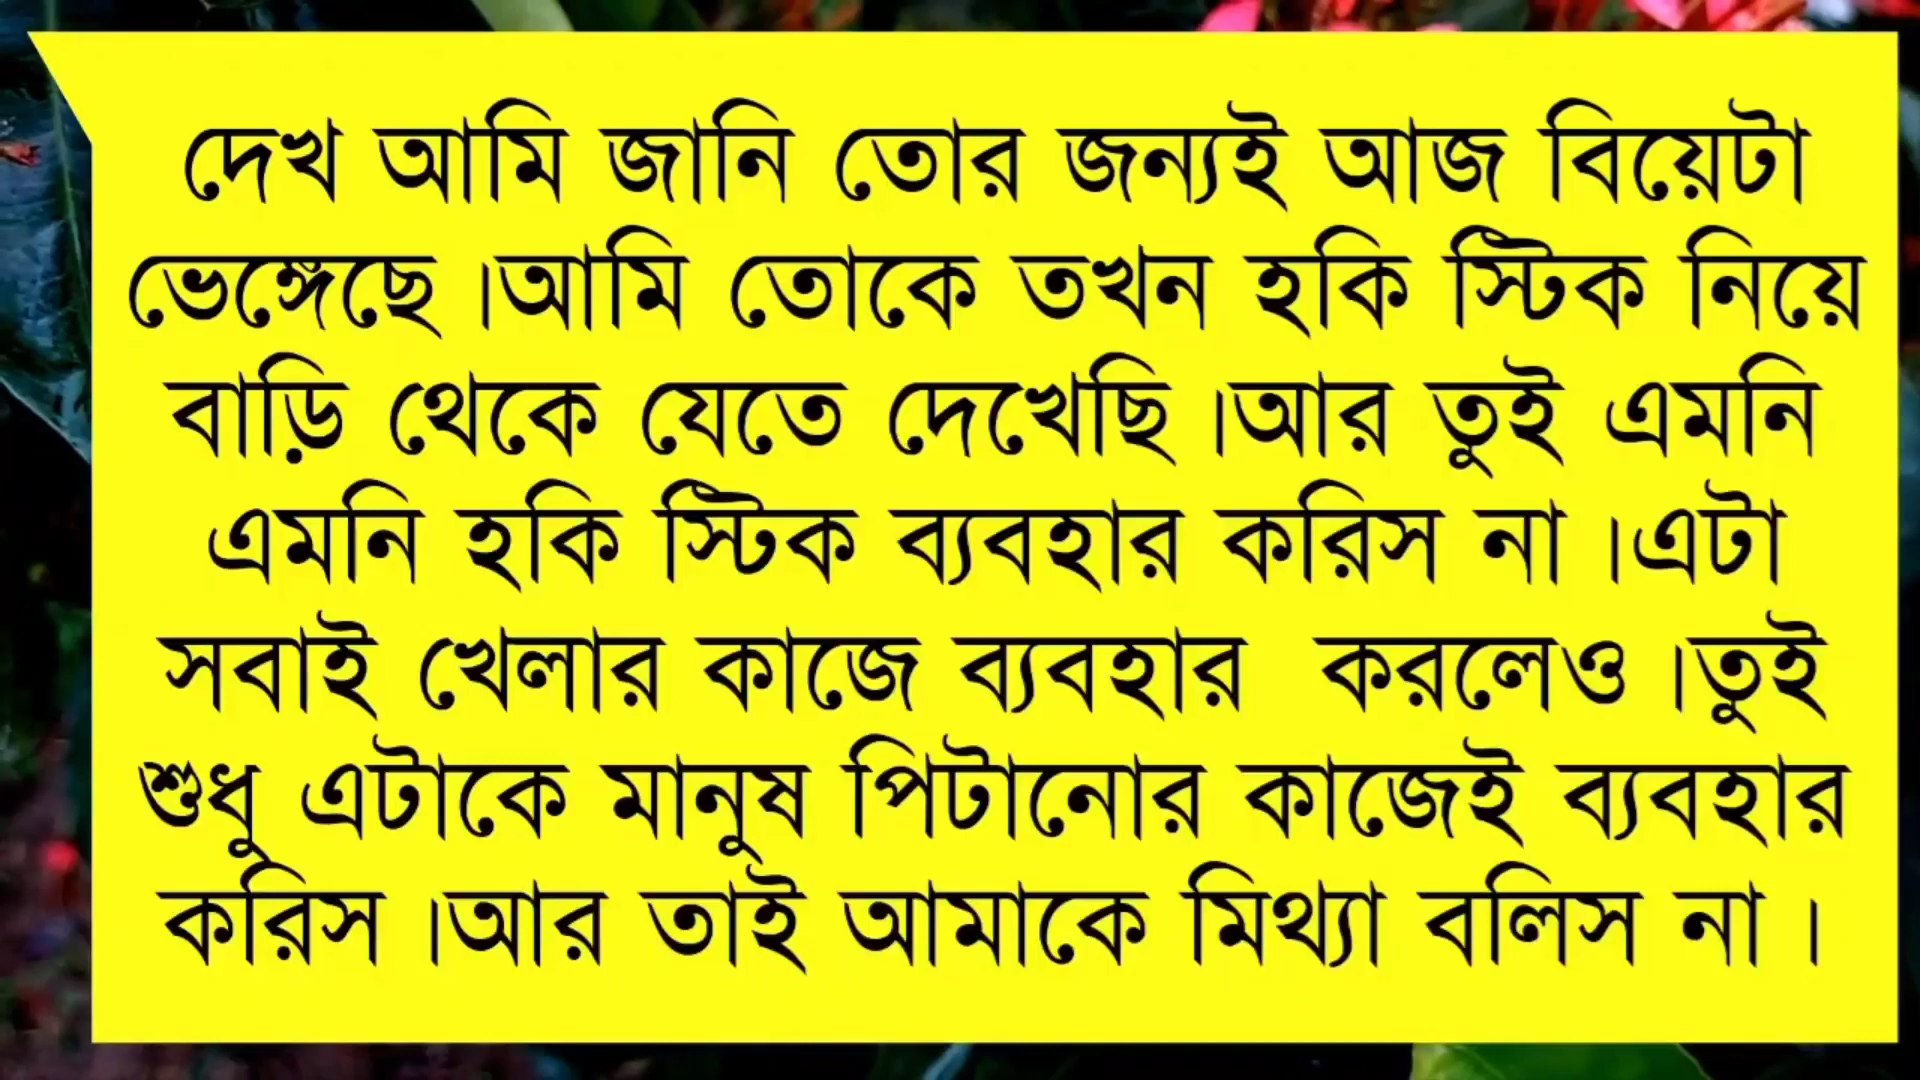 দেখ আমি জানি তোর জন্যই আজ বিয়েটা
ভেঙ্গেছে ।আমি তোকে তখন হকি স্টিক নিয়ে
বাড়ি থেকে যেতে দেখেছি ।আর তুই এমনি
এমনি হকি স্টিক ব্যবহার করিস না ।এটা
সবাই খেলার কাজে ব্যবহার  করলেও ।তুই
শুধু এটাকে মানুষ পিটানোর কাজেই ব্যবহার
করিস ।আর তাই আমাকে মিথ্যা বলিস না ।